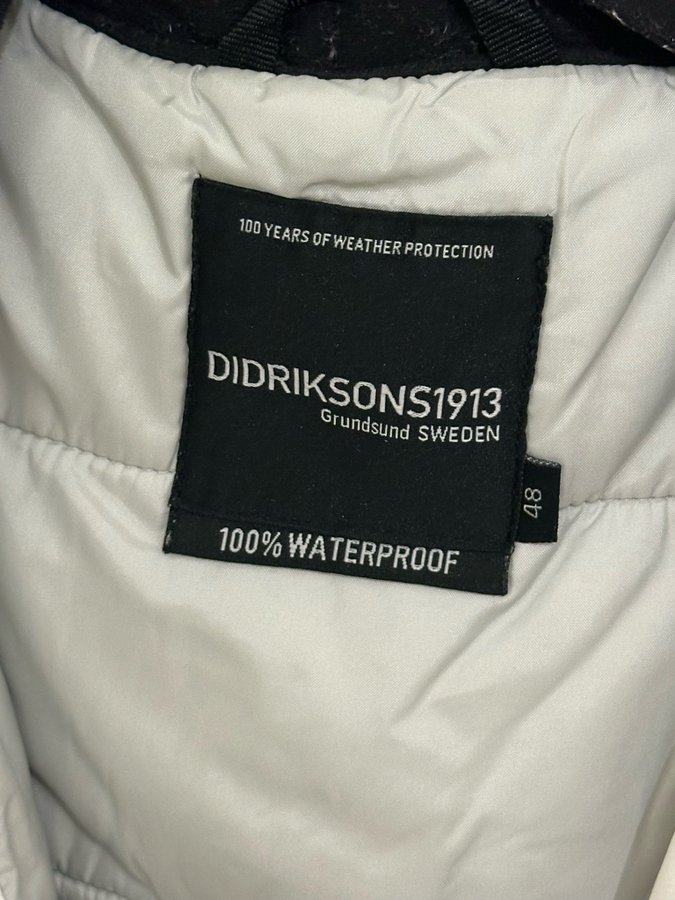 100 YEARS OF WEATHER PROTECTION
DIDRIKSONS1913
Grundsund SWEDEN
48
100% WATERPROOF